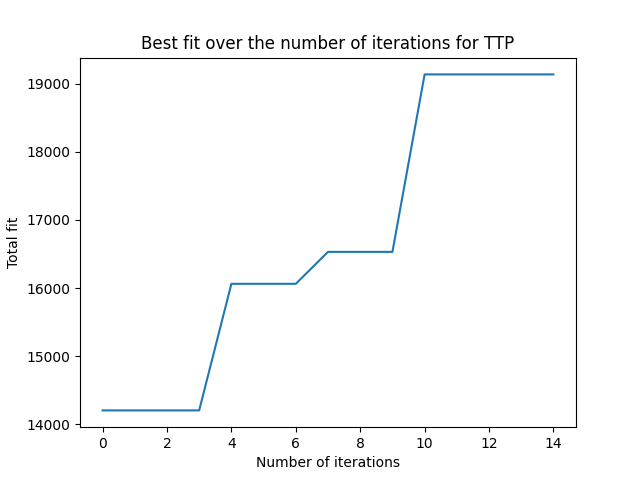 Best fit over the number of iterations for TTP
19000
18000
17000
16000
15000
14000
Total fit
0 2 4 6 8 10 12 14
Number of iterations